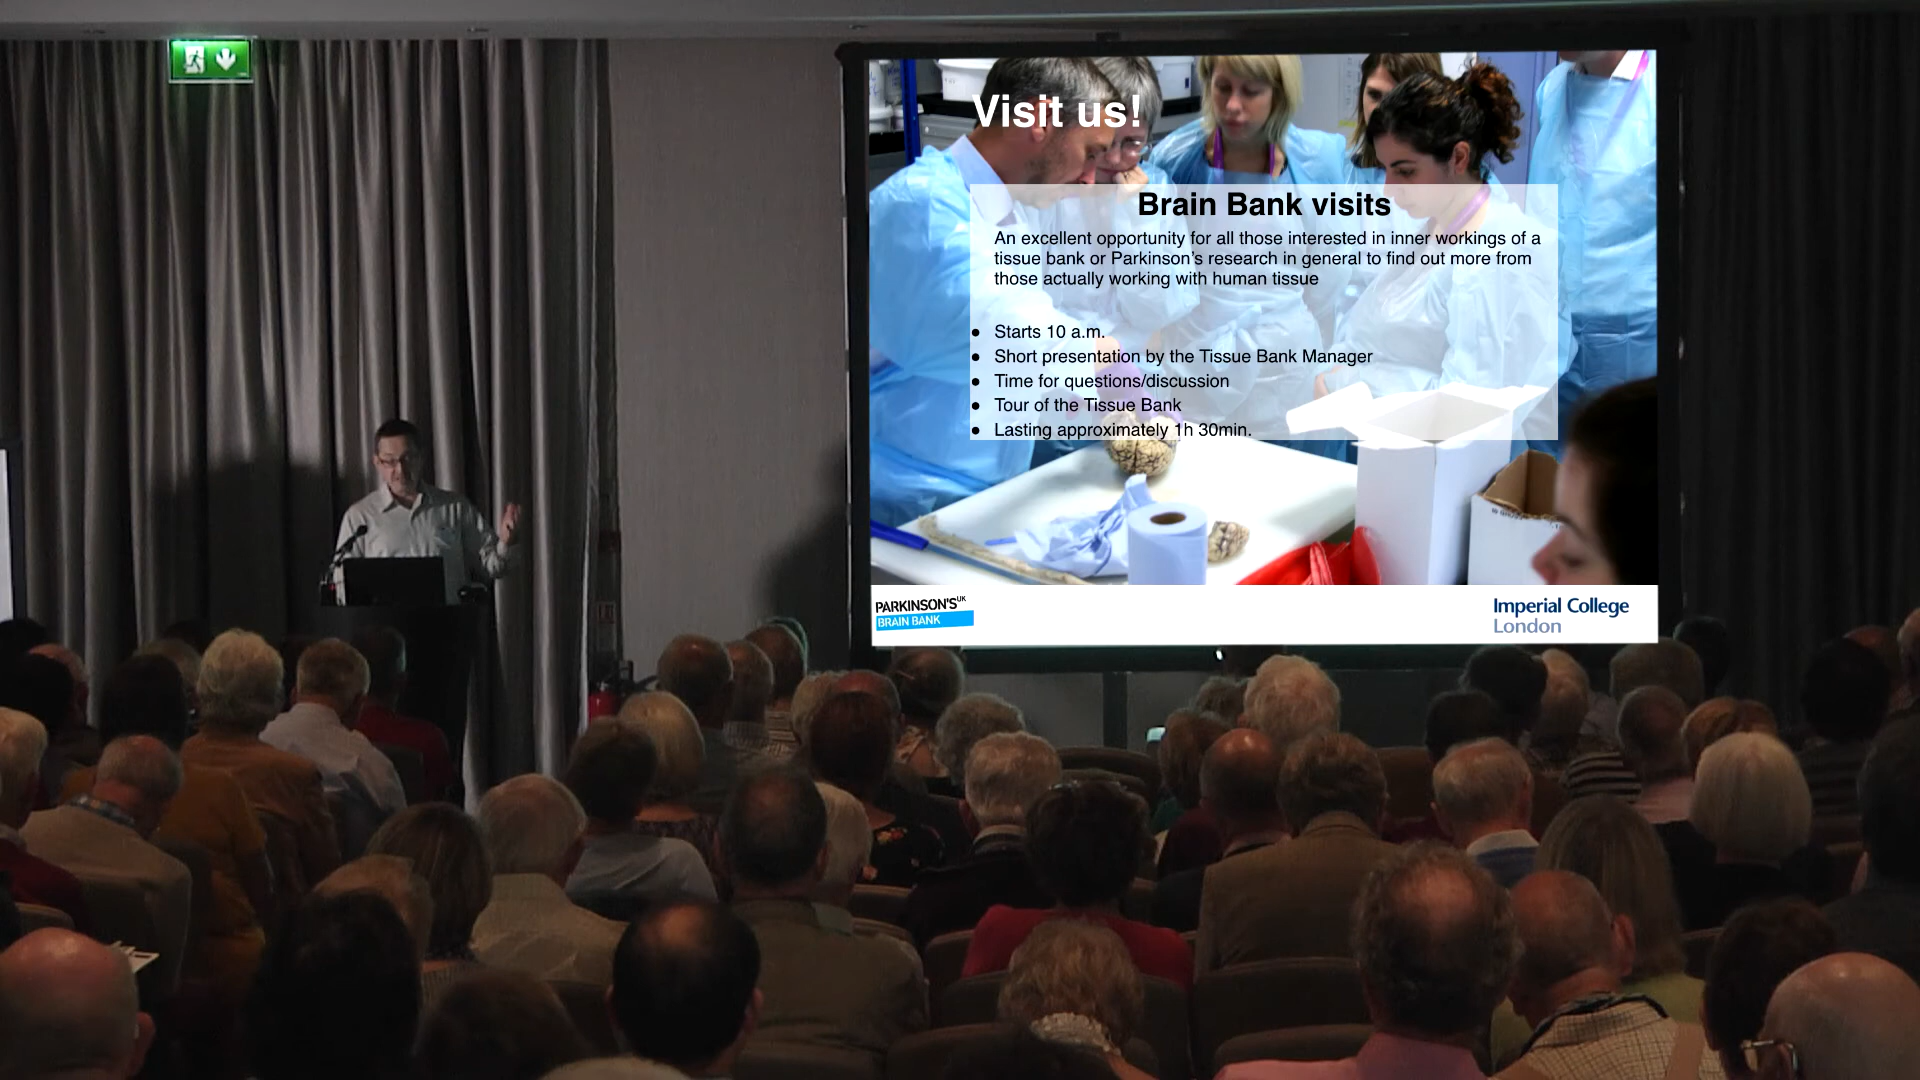 Visit us!
Brain Bank visits
An excellent opportunity for all those interested in inner workings of a
tissue bank or Parkinson's research in general to find out more from
those actually working with human tissue
● Starts 10 a.m.
● Short presentation by the Tissue Bank Manager
● Time for questions/discussion
● Tour of the Tissue Bank
● Lasting approximately 1h 30min.
PARKINSON'S UK
BRAIN BANK
Imperial College
London